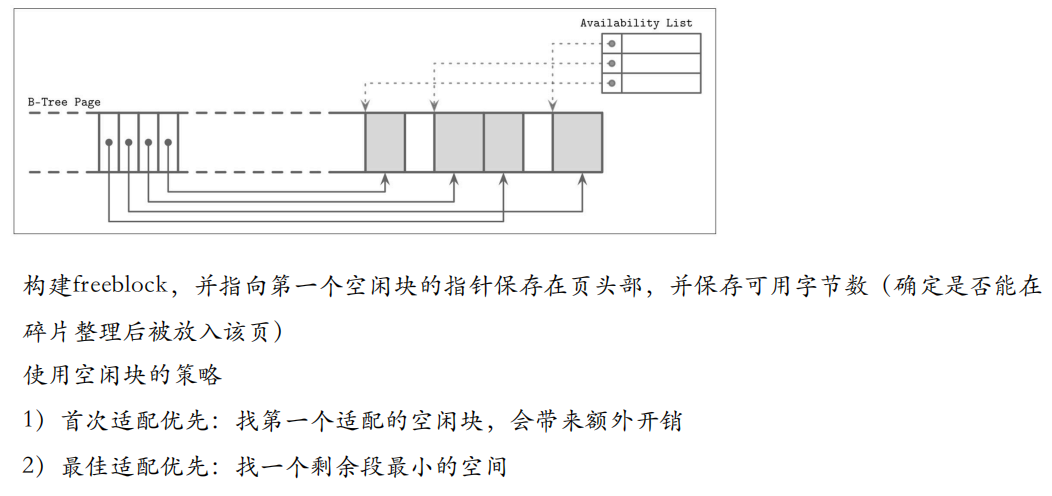 Availability List
B-Tree Page
构建freeblock，并指向第一个空闲块的指针保存在页头部，并保存可用字节数（确定是否能在
碎片整理后被放入该页）
使用空闲块的策略
1）首次适配优先：找第一个适配的空闲块，会带来额外开销
2）最佳适配优先：找一个剩余段最小的空间